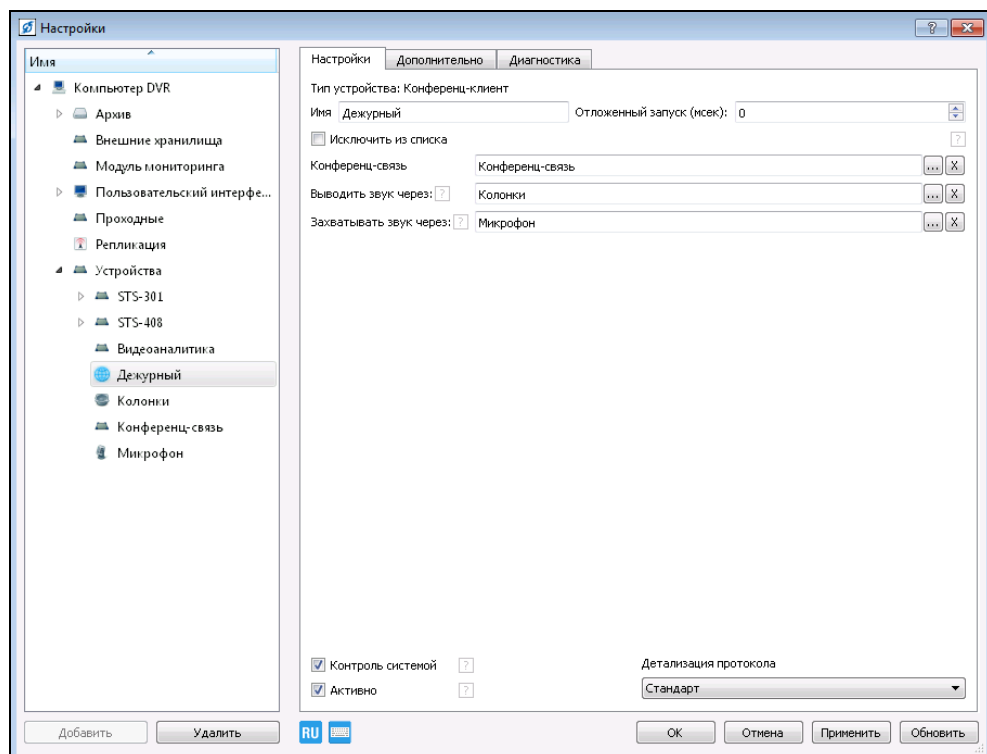 Настройки
?
Имя
Компьютер DVR
Архив
Внешние хранилища
Модуль мониторинга
Пользовательский интерфе...
Проходные
Репликация
Устройства
STS-301
STS-408
Видеоаналитика
Дежурный
Колонки
Конференц-связь
Микрофон
Добавить Удалить
Настройки Дополнительно Диагностика
Тип устройства: Конференц-клиент
Имя Дежурный Отложенный запуск (мсек): 0
Исключить из списка ?
Конференц-связь Конференц-связь ... X
Выводить звук через: ? Колонки ... X
Захватывать звук через: ? Микрофон ... X
Контроль системой ? Детализация протокола
Активно ? Стандарт
RU OK Отмена Применить Обновить